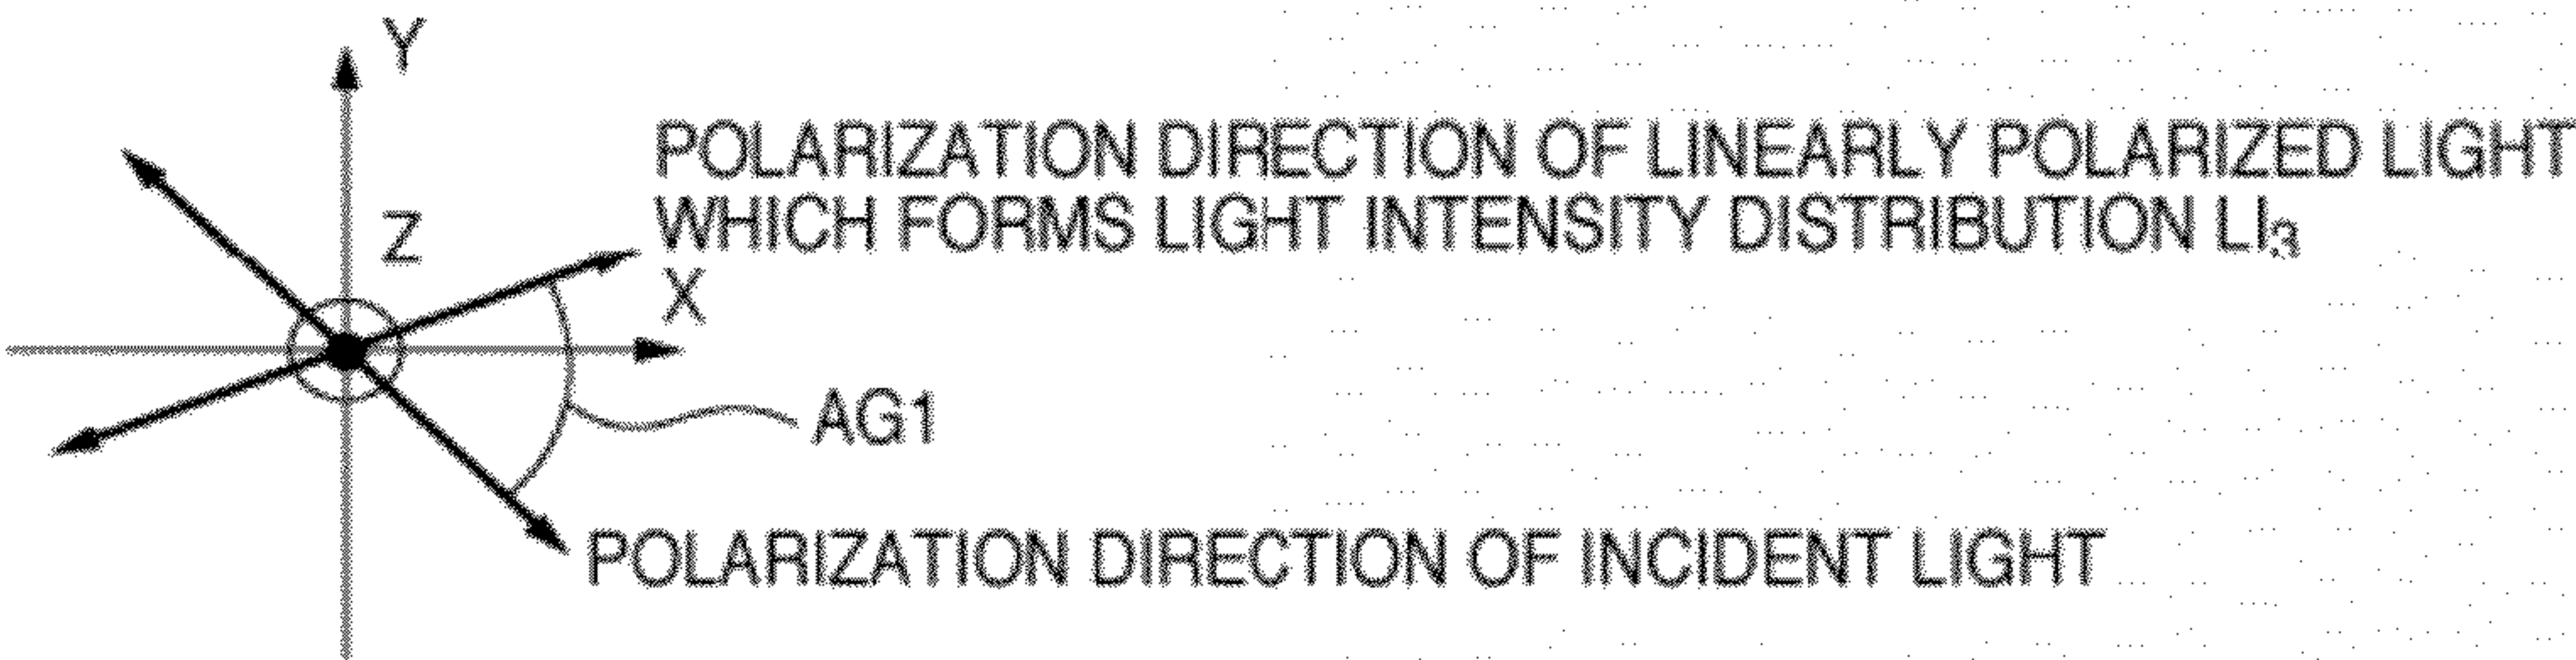 Y
POLARIZATION DIRECTION OF LINEARLY POLARIZED LIGHT
WHICH FORMS LIGHT INTENSITY DISTRIBUTION LI₃
Z
X
AG1
POLARIZATION DIRECTION OF INCIDENT LIGHT